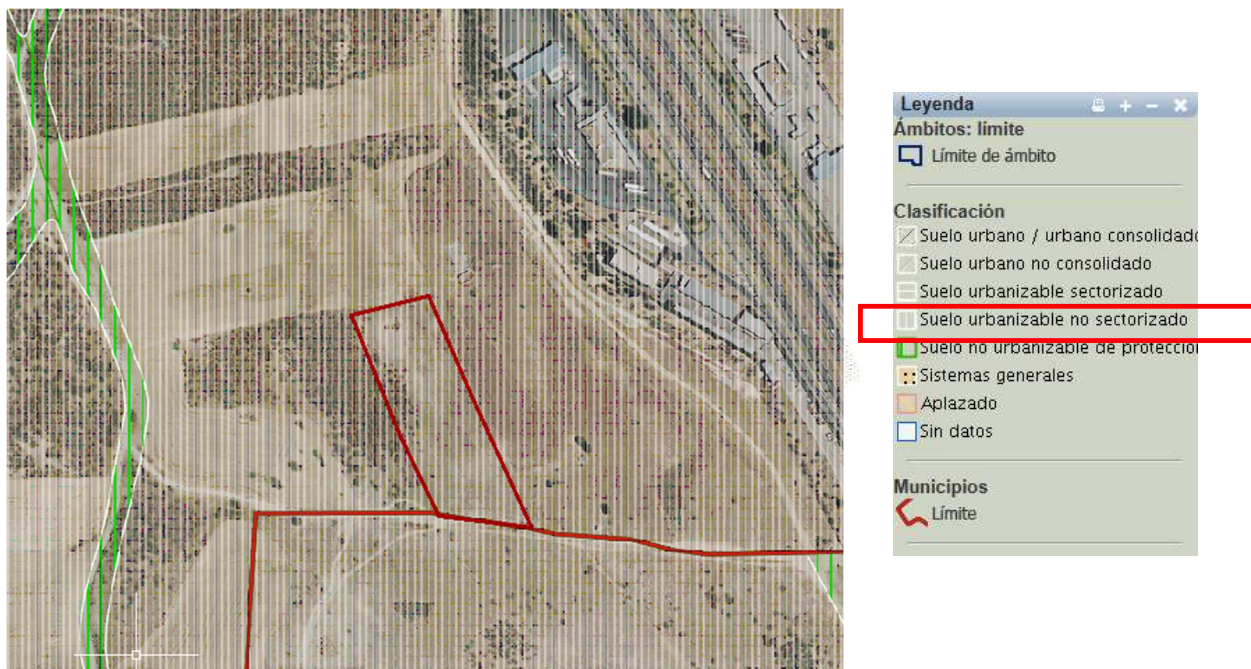 Leyenda
Ámbitos: límite
Límite de ámbito
Clasificación
Suelo urbano / urbano consolidado
Suelo urbano no consolidado
Suelo urbanizable sectorizado
Suelo urbanizable no sectorizado
Suelo no urbanizable de protección
Sistemas generales
Aplazado
Sin datos
Municipios
Límite